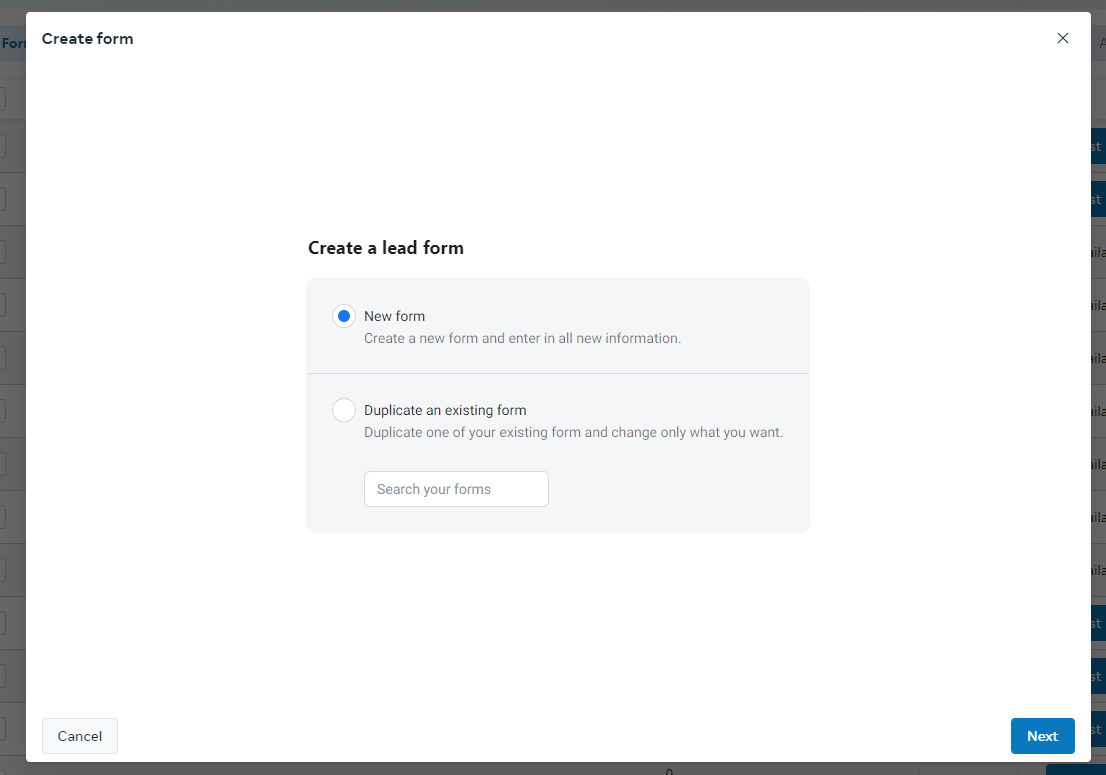 Create form
Create a lead form
New form
Create a new form and enter in all new information.
Duplicate an existing form
Duplicate one of your existing form and change only what you want.
Search your forms
Cancel
Next
0